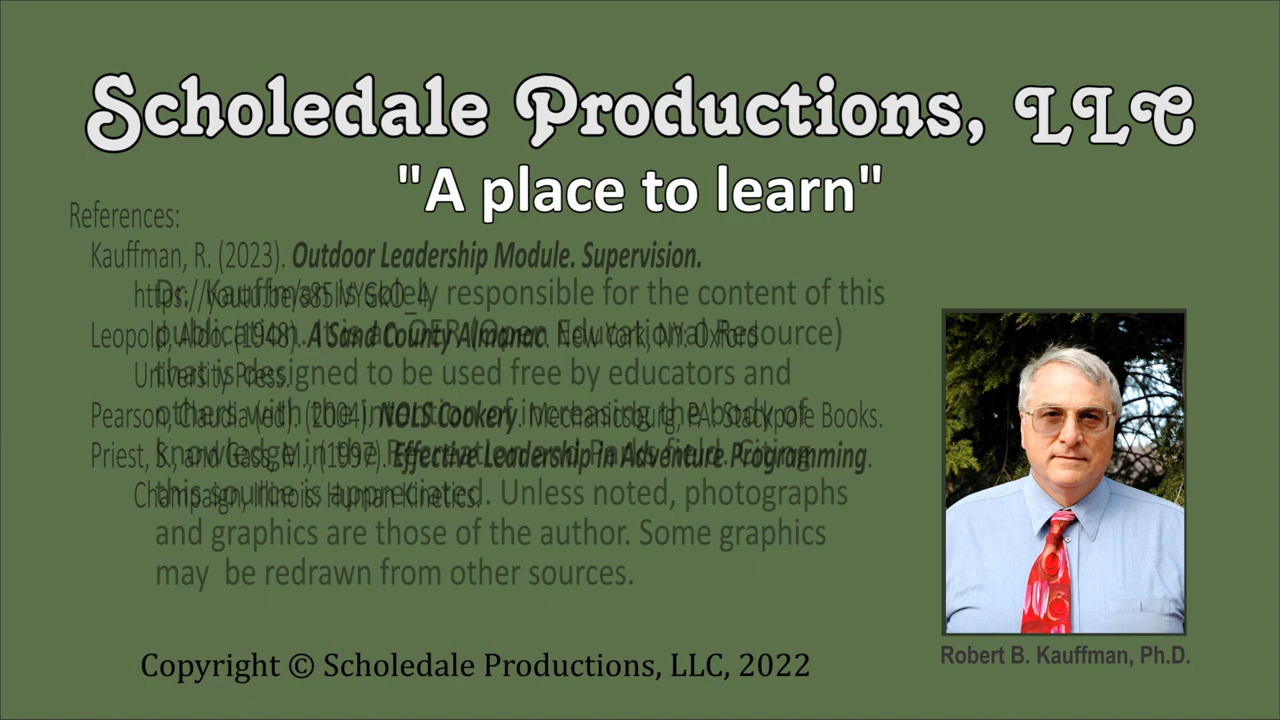 Scholedale Productions, LLC
"A place to learn"
References:
Kauffman, R. (2023). Outdoor Leadership Module. Supervision.
Dr. Kauffman is solely responsible for the content of this
publication. It is an OER (Open Educational Resource)
Leopold, Aldo. (1948). A Sand County Almanac. New York, NY: Oxford
University Press.
that is designed to be used free by educators and
Pearson, Claudia (ed). (2004). NOLS Cookery. Mechanicsburg, PA: Stackpole Books.
others with the intention of increasing the body of
Priest, S., and Gass, M., (1997). Effective Leadership in Adventure Programming.
knowledge in the Recreation and Parks field. Citing
Champaign, Illinois: Human Kinetics.
this source is appreciated. Unless noted, photographs
and graphics are those of the author. Some graphics
may be redrawn from other sources.
Robert B. Kauffman, Ph.D.
Copyright © Scholedale Productions, LLC, 2022